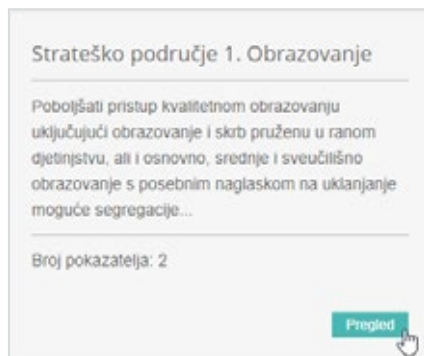 Strateško područje 1. Obrazovanje
Poboljšati pristup kvalitetnom obrazovanju
uključujući obrazovanje i skrb pruženu u ranom
djetinjstvu, ali i osnovno, srednje i sveučilišno
obrazovanje s posebnim naglaskom na uklanjanje
moguće segregacije...
Broj pokazatelja: 2
Pregled